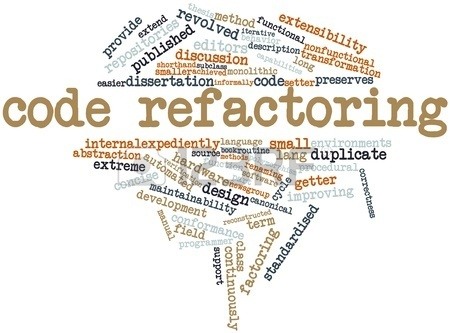 thesis method functional extensibility
provide extend revolved iterative behavior nonfunctional
repositories editors description capabilities transformation
published discussion long
shorthand subclass
smaller achieved monolithic
easier dissertation informally code setter preserves
code refactoring
internal expediently language small environments
abstraction source book routine lang duplicate
extreme automated hardware methods renaming procedural
concise software cycle getter correctness
maintainability design newsgroup canonical improving
development conformance reconstructed term standardised
manual field class factoring
programmer
support continuously